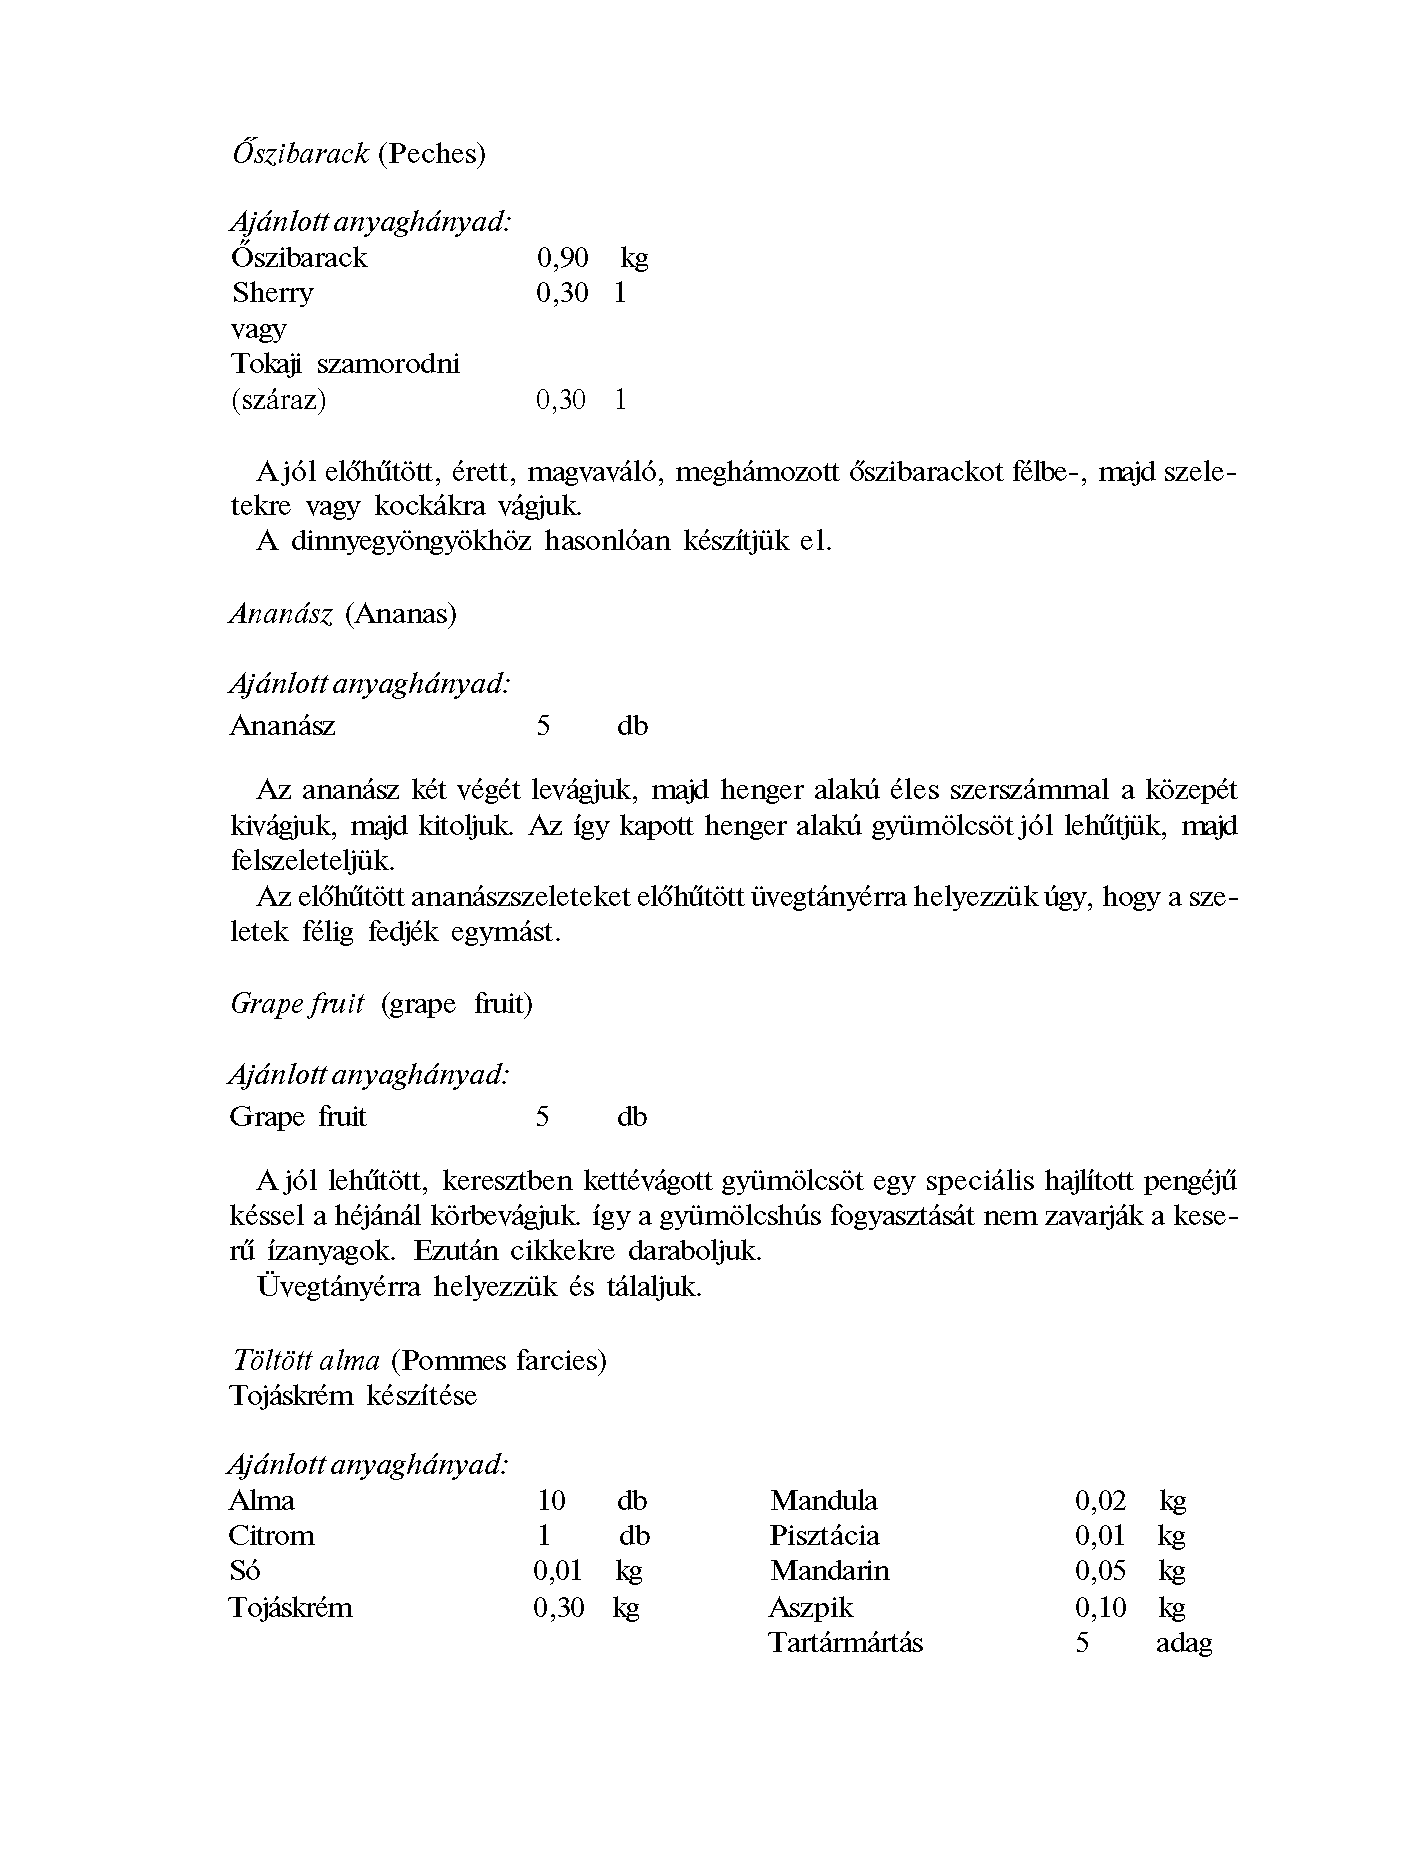 Őszibarack (Peches)
Ajánlott anyaghányad:
Őszibarack 0,90 kg
Sherry 0,30 l
vagy
Tokaji szamorodni
(száraz) 0,30 l
A jól előhűtött, érett, magvaváló, meghámozott őszibarackot félbe-, majd szele-
tekre vagy kockákra vágjuk.
A dinnyegyöngyökhöz hasonlóan készítjük el.
Ananász (Ananas)
Ajánlott anyaghányad:
Ananász 5 db
Az ananász két végét levágjuk, majd henger alakú éles szerszámmal a közepét
kivágjuk, majd kitoljuk. Az így kapott henger alakú gyümölcsöt jól lehűtjük, majd
felszeleteljük.
Az előhűtött ananászszeleteket előhűtött üvegtányérra helyezzük úgy, hogy a sze-
letek félig fedjék egymást.
Grape fruit (grape fruit)
Ajánlott anyaghányad:
Grape fruit 5 db
A jól lehűtött, keresztben kettévágott gyümölcsöt egy speciális hajlított pengéjű
késsel a héjánál körbevágjuk. így a gyümölcshús fogyasztását nem zavarják a kese-
rű ízanyagok. Ezután cikkekre daraboljuk.
Üvegtányérra helyezzük és tálaljuk.
Töltött alma (Pommes farcies)
Tojáskrém készítése
Ajánlott anyaghányad:
Alma 10 db Mandula 0,02 kg
Citrom 1 db Pisztácia 0,01 kg
Só 0,01 kg Mandarin 0,05 kg
Tojáskrém 0,30 kg Aszpik 0,10 kg
Tartármártás 5 adag